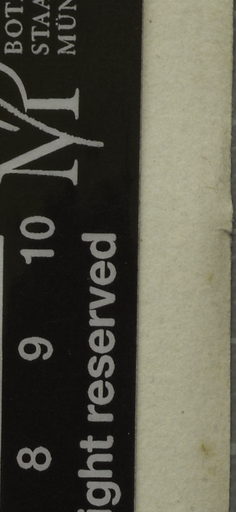 BOT
STAA
MÜN
M
8 9 10
ight reserved